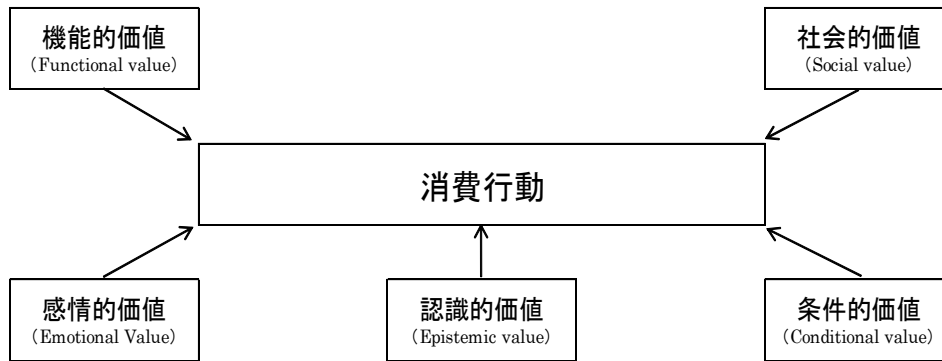 機能的価値
（Functional value）
社会的価値
（Social value）
消費行動
感情的価値
（Emotional Value）
認識的価値
（Epistemic value）
条件的価値
（Conditional value）